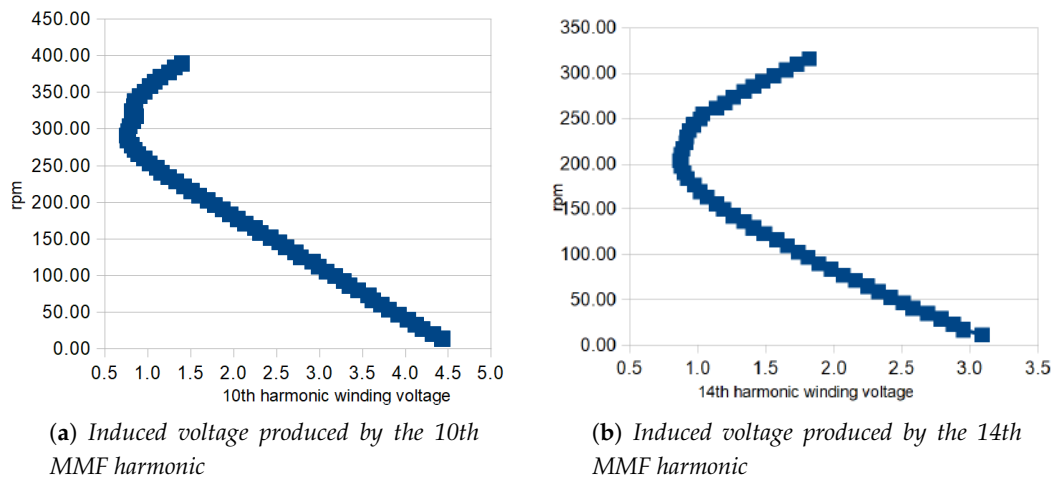 450.00
400.00
350.00
300.00
250.00
200.00
150.00
100.00
50.00
0.00
rpm
0.5 1.0 1.5 2.0 2.5 3.0 3.5 4.0 4.5 5.0
10th harmonic winding voltage
(a) Induced voltage produced by the 10th
MMF harmonic
350.00
300.00
250.00
200.00
150.00
100.00
50.00
0.00
rpm
0.5 1.0 1.5 2.0 2.5 3.0 3.5
14th harmonic winding voltage
(b) Induced voltage produced by the 14th
MMF harmonic